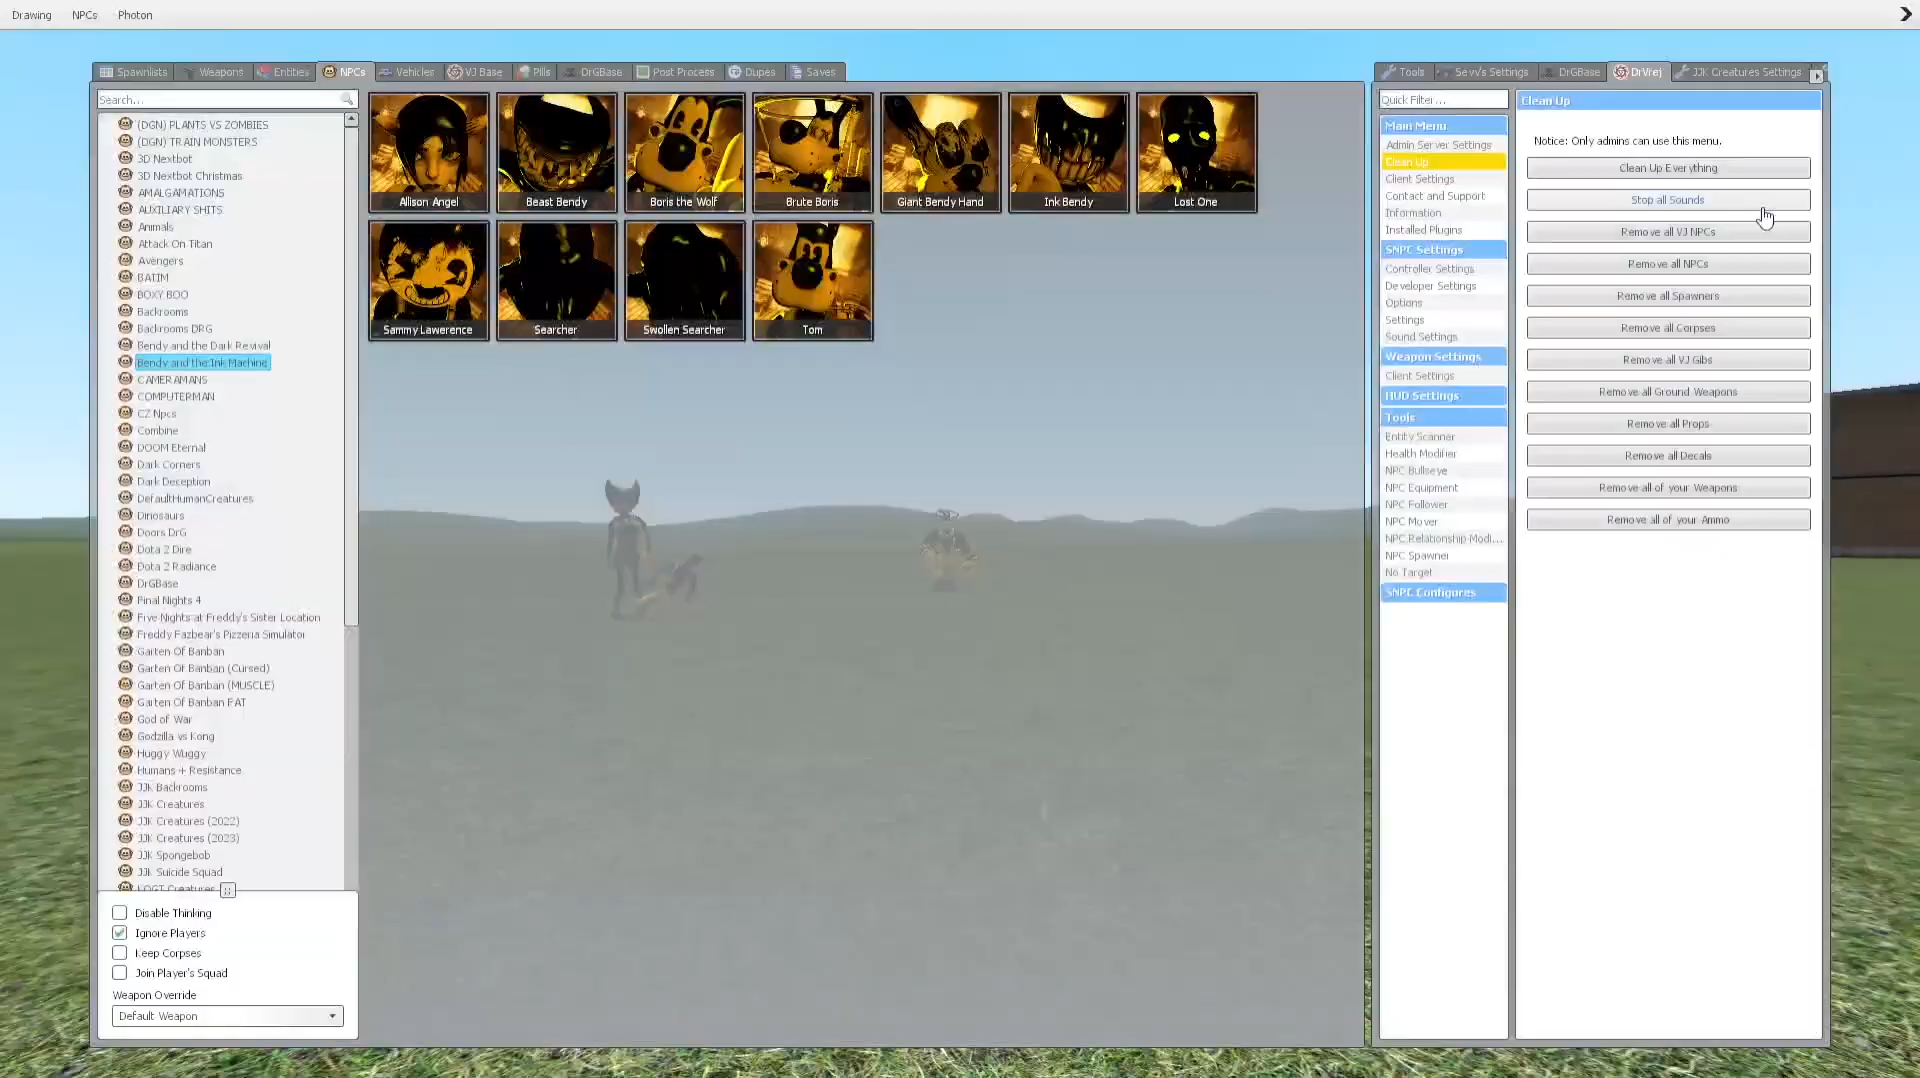 Drawing NPCs Photon
Spawnlists Weapons Entities NPCs Vehicles VJ Base Pills DrGBase Post Process Dupes Saves
Search...
(DGN) PLANTS VS ZOMBIES
(DGN) TRAIN MONSTERS
3D Nextbot
3D Nextbot Christmas
AMALGAMATIONS
AUXILIARY SHITS
Animals
Attack On Titan
Avengers
BATIM
BOXY BOO
Backrooms
Backrooms DRG
Bendy and the Dark Revival
Bendy and the Ink Machine
CAMERAMANS
COMPUTERMAN
CZ Npcs
Combine
DOOM Eternal
Dark Corners
Dark Deception
DefaultHumanCreatures
Dinosaurs
Doors DrG
Dota 2 Dire
Dota 2 Radiance
DrGBase
Final Nights 4
Five Nights at Freddy's Sister Location
Freddy Fazbear's Pizzeria Simulator
Garten Of Banban
Garten Of Banban (Cursed)
Garten Of Banban (MUSCLE)
Garten Of Banban FAT
God of War
Godzilla vs Kong
Huggy Wuggy
Humans + Resistance
JJK Backrooms
JJK Creatures
JJK Creatures (2022)
JJK Creatures (2023)
JJK Spongebob
JJK Suicide Squad
Disable Thinking
Ignore Players
Keep Corpses
Join Player's Squad
Weapon Override
Default Weapon
Allison Angel Beast Bendy Boris the Wolf Brute Boris Giant Bendy Hand Ink Bendy Lost One
Sammy Lawerence Searcher Swollen Searcher Tom
Tools Sevv's Settings DrGBase DrVrej JJK Creatures Settings
Quick Filter...
Main Menu
Admin Server Settings
Clean Up
Client Settings
Contact and Support
Information
Installed Plugins
SNPC Settings
Controller Settings
Developer Settings
Options
Settings
Sound Settings
Weapon Settings
Client Settings
HUD Settings
Tools
Entity Scanner
Health Modifier
NPC Bullseye
NPC Equipment
NPC Follower
NPC Mover
NPC Relationship Modi...
NPC Spawner
No Target
SNPC Configures
Clean Up
Notice: Only admins can use this menu.
Clean Up Everything
Stop all Sounds
Remove all VJ NPCs
Remove all NPCs
Remove all Spawners
Remove all Corpses
Remove all VJ Gibs
Remove all Ground Weapons
Remove all Props
Remove all Decals
Remove all of your Weapons
Remove all of your Ammo